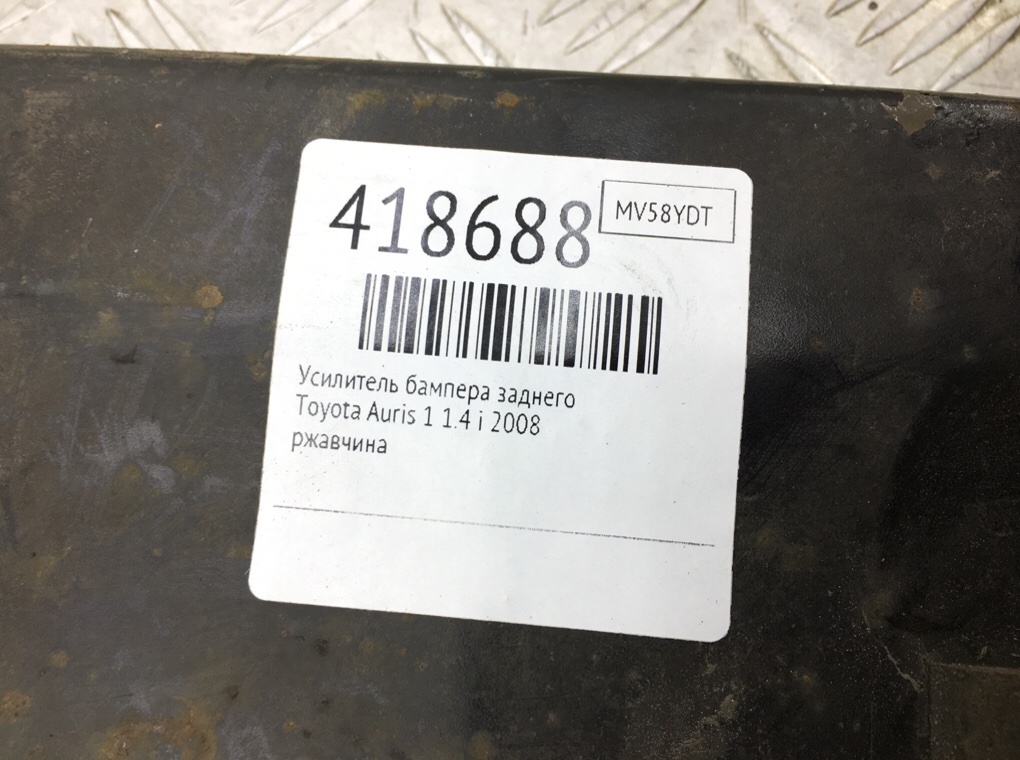 418688
MV58YDT
Усилитель бампера заднего
Toyota Auris 1 1.4 i 2008
ржавчина